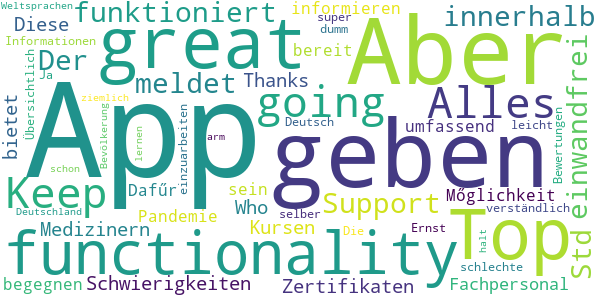 Weltsprachen
Diese
Informationen
Ja
Der
bietet
Übersichtlich
ziemlich
Bevölkerung
schon
lernen
funktioniert
great
meldet
Thanks
informieren
super
dumm
bereit
innerhalb
Aber
App
going
Alles
geben
umfassend
leicht
Deutsch
arm
einzuarbeiten
Dafür
sein
Who
Support
Möglichkeit
verständlich
selber
Ernst
Die
Kursen
Pandemie
Keep
Deutschland
Medizinern
functionality
Top
Std einwandfrei
Bewertungen
halt
schlechte
begegnen
Schwierigkeiten
Zertifikaten
Fachpersonal